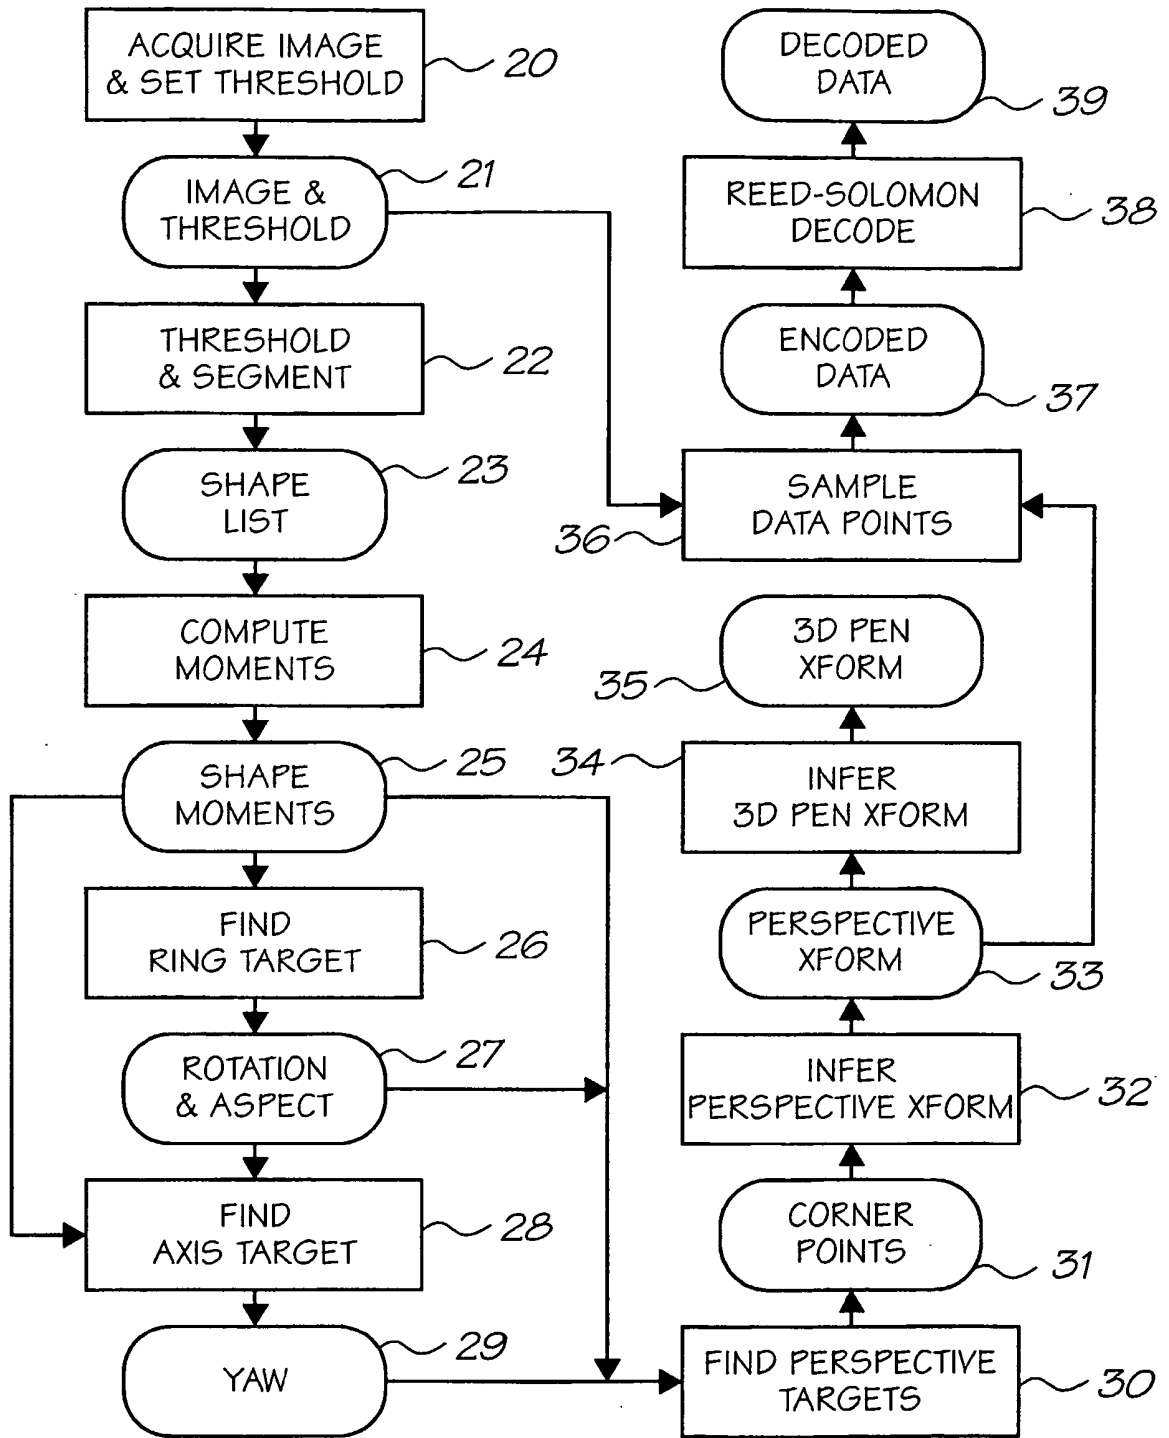 ACQUIRE IMAGE
& SET THRESHOLD
20
IMAGE &
THRESHOLD
21
THRESHOLD
& SEGMENT
22
SHAPE
LIST
23
COMPUTE
MOMENTS
24
SHAPE
MOMENTS
25
FIND
RING TARGET
26
ROTATION
& ASPECT
27
FIND
AXIS TARGET
28
YAW
29
DECODED
DATA
39
REED-SOLOMON
DECODE
38
ENCODED
DATA
37
SAMPLE
DATA POINTS
36
3D PEN
XFORM
35
INFER
3D PEN XFORM
34
PERSPECTIVE
XFORM
33
INFER
PERSPECTIVE XFORM
32
CORNER
POINTS
31
FIND PERSPECTIVE
TARGETS
30